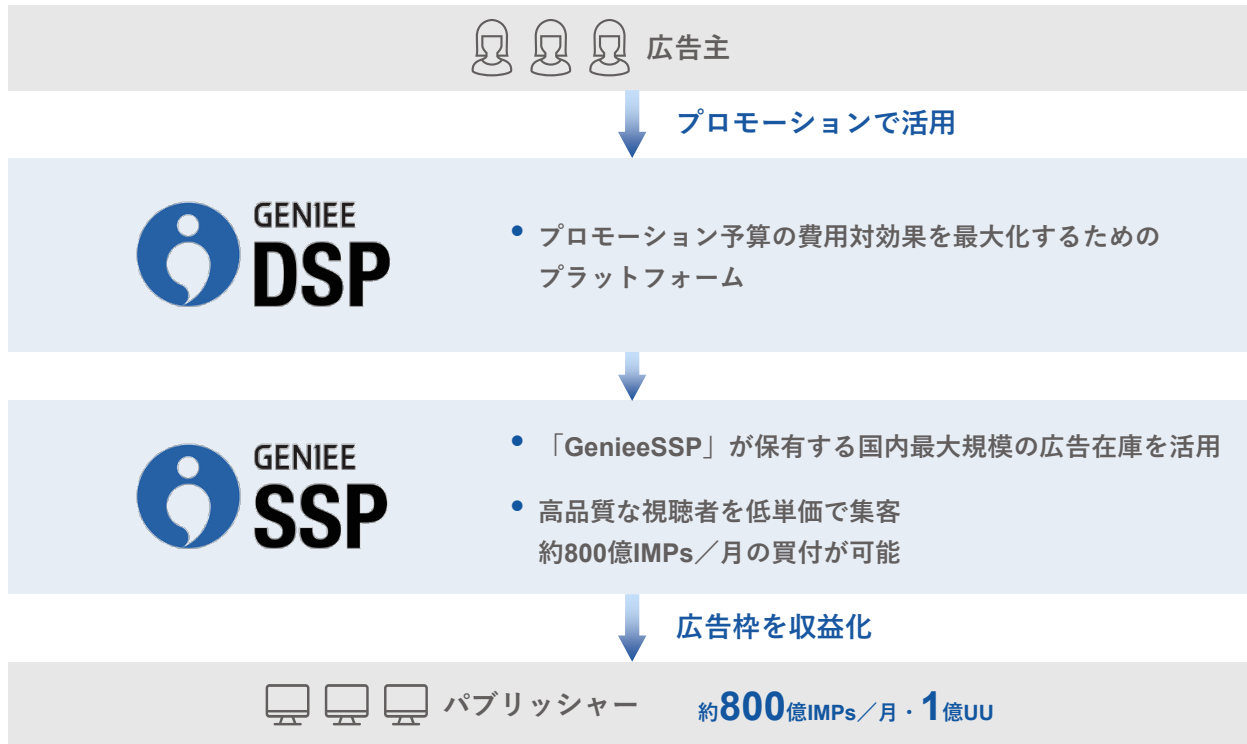 広告主
プロモーションで活用
GENIEE
DSP
• プロモーション予算の費用対効果を最大化するための
プラットフォーム
GENIEE
SSP
• 「GenieeSSP」が保有する国内最大規模の広告在庫を活用
• 高品質な視聴者を低単価で集客
約800億IMPs／月の買付が可能
広告枠を収益化
パブリッシャー 約800億IMPs／月・1億UU